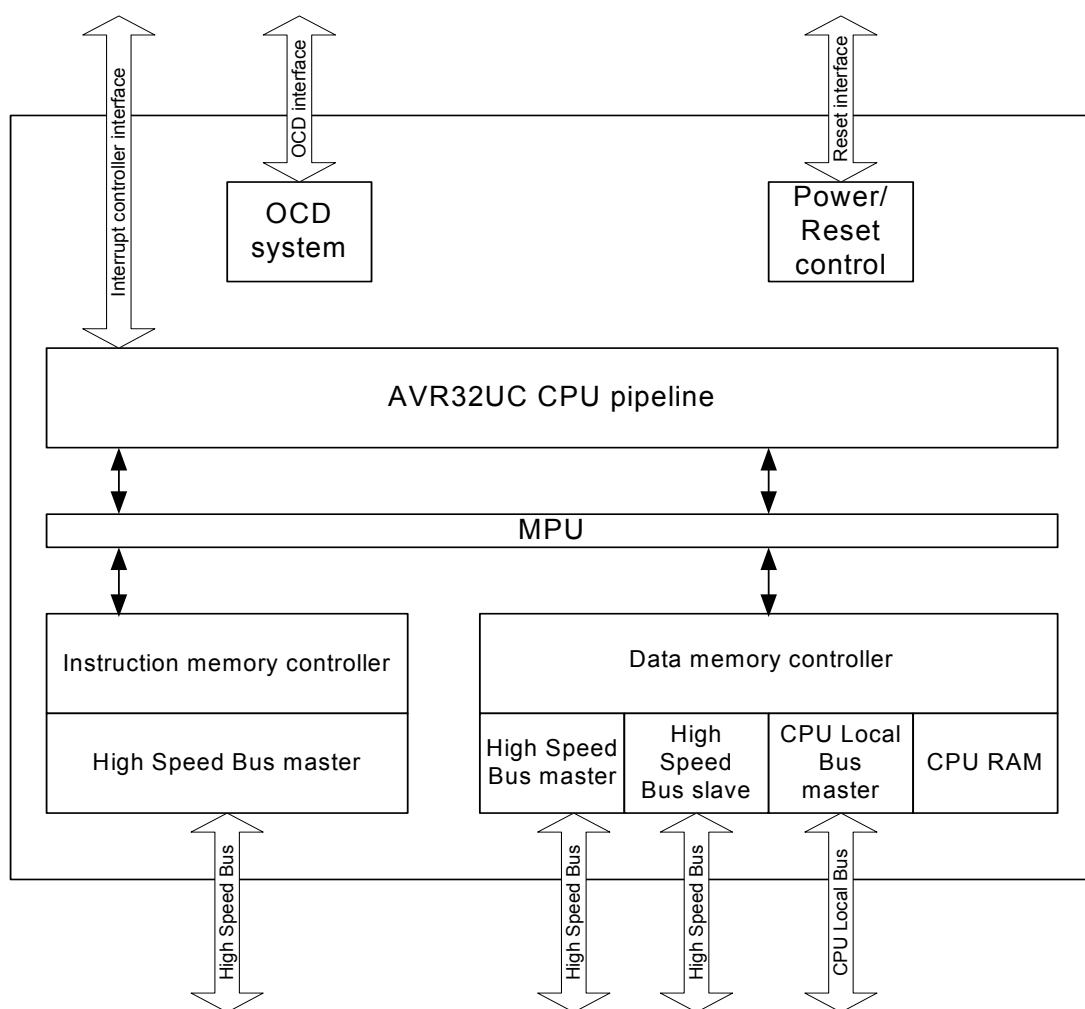 Interrupt controller interface
OCD interface
Reset interface
OCD
system
Power/
Reset
control
AVR32UC CPU pipeline
MPU
Instruction memory controller
Data memory controller
High Speed Bus master
High Speed
Bus master
High
Speed
Bus slave
CPU Local
Bus
master
CPU RAM
High Speed Bus
High Speed Bus
High Speed Bus
CPU Local Bus